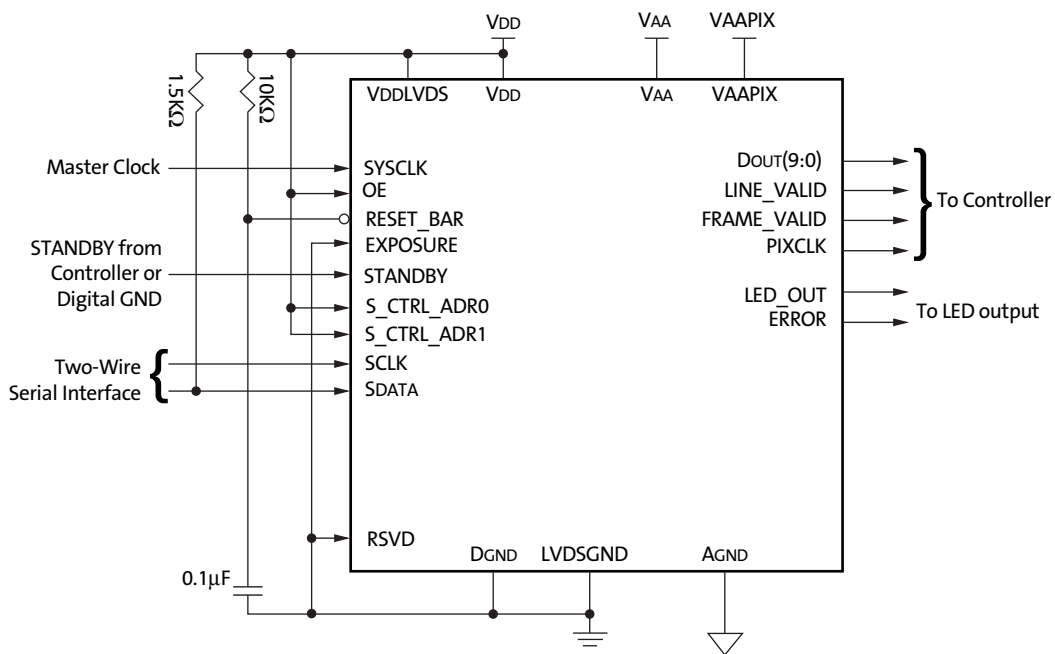 VDD
VAA
VAAPIX
1.5KΩ
10KΩ
VDDLVDS
VDD
VAA
VAAPIX
Master Clock
SYSCLK
OE
RESET_BAR
EXPOSURE
STANDBY from
Controller or
Digital GND
STANDBY
S_CTRL_ADR0
S_CTRL_ADR1
Two-Wire
Serial Interface
SCLK
SDATA
RSVD
DOUT(9:0)
LINE_VALID
FRAME_VALID
PIXCLK
To Controller
LED_OUT
ERROR
To LED output
0.1μF
DGND
LVDSGND
AGND